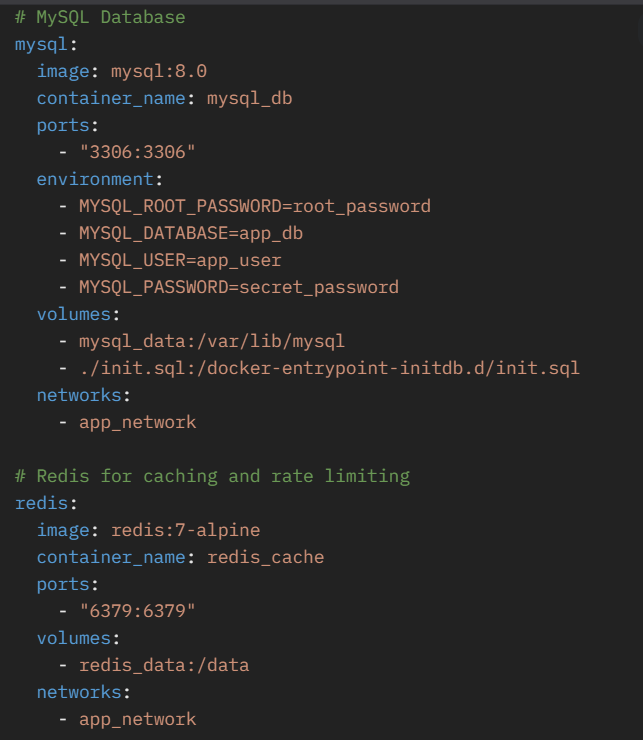 # MySQL Database
mysql:
  image: mysql:8.0
  container_name: mysql_db
  ports:
    - "3306:3306"
  environment:
    - MYSQL_ROOT_PASSWORD=root_password
    - MYSQL_DATABASE=app_db
    - MYSQL_USER=app_user
    - MYSQL_PASSWORD=secret_password
  volumes:
    - mysql_data:/var/lib/mysql
    - ./init.sql:/docker-entrypoint-initdb.d/init.sql
  networks:
    - app_network

# Redis for caching and rate limiting
redis:
  image: redis:7-alpine
  container_name: redis_cache
  ports:
    - "6379:6379"
  volumes:
    - redis_data:/data
  networks:
    - app_network